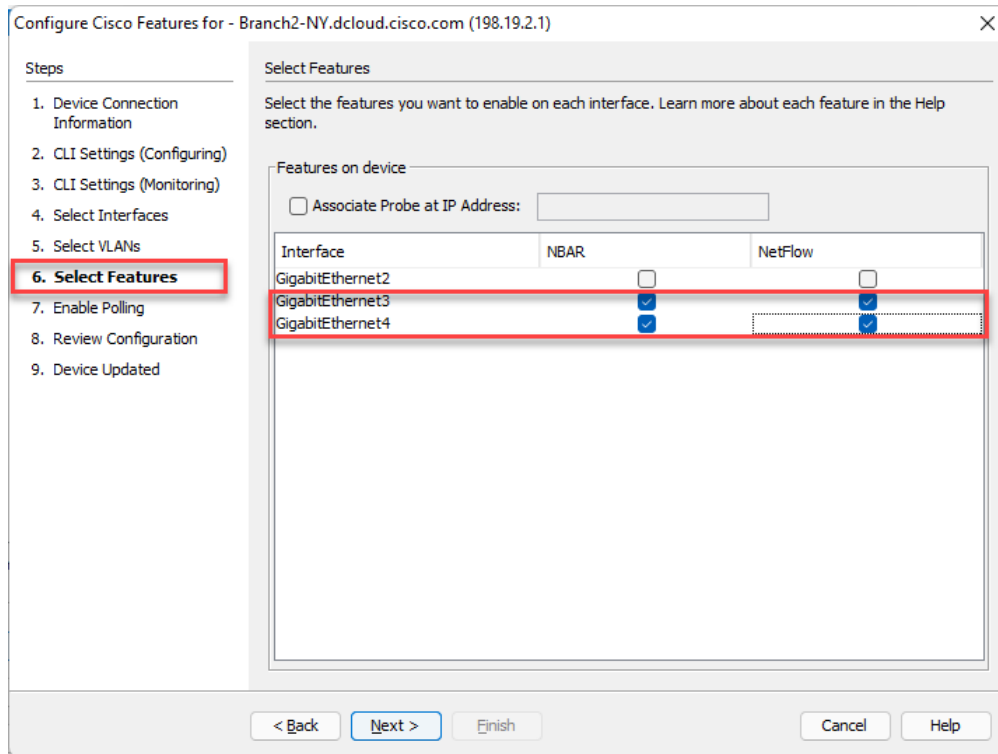 Configure Cisco Features for - Branch2-NY.dcloud.cisco.com (198.19.2.1)
Steps
1. Device Connection
Information
2. CLI Settings (Configuring)
3. CLI Settings (Monitoring)
4. Select Interfaces
5. Select VLANs
6. Select Features
7. Enable Polling
8. Review Configuration
9. Device Updated
Select Features
Select the features you want to enable on each interface. Learn more about each feature in the Help
section.
Features on device
Associate Probe at IP Address:
Interface NBAR NetFlow
GigabitEthernet2
GigabitEthernet3
GigabitEthernet4
< Back Next > Finish Cancel Help